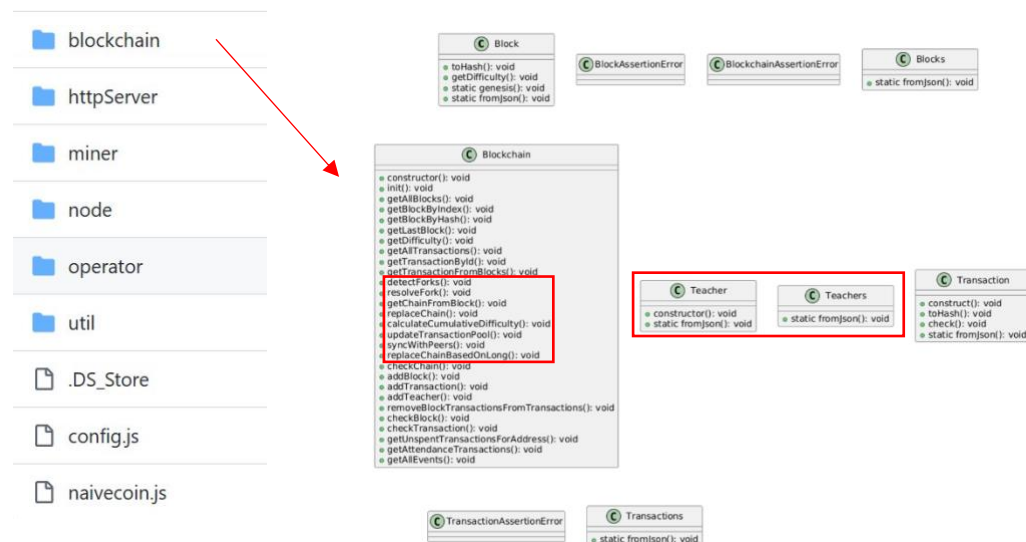 blockchain
httpServer
miner
node
operator
util
.DS_Store
config.js
naivecoin.js
C Block
toHash(): void
getDifficulty(): void
static genesis(): void
static fromJson(): void
C BlockAssertionError
C BlockchainAssertionError
C Blocks
static fromJson(): void
C Blockchain
constructor(): void
init(): void
getAllBlocks(): void
getBlockByIndex(): void
getBlockByHash(): void
getLastBlock(): void
getDifficulty(): void
getAllTransactions(): void
getTransactionById(): void
getTransactionFromBlocks(): void
detectForks(): void
resolveFork(): void
getChainFromBlock(): void
replaceChain(): void
calculateCumulativeDifficulty(): void
updateTransactionPool(): void
syncWithPeers(): void
replaceChainBasedOnLong(): void
checkChain(): void
addBlock(): void
addTransaction(): void
addTeacher(): void
removeBlockTransactionsFromTransactions(): void
checkBlock(): void
checkTransaction(): void
getUnspentTransactionsForAddress(): void
getAttendanceTransactions(): void
getAllEvents(): void
C Teacher
constructor(): void
static fromJson(): void
C Teachers
static fromJson(): void
C Transaction
construct(): void
toHash(): void
check(): void
static fromJson(): void
C TransactionAssertionError
C Transactions
static fromJson(): void